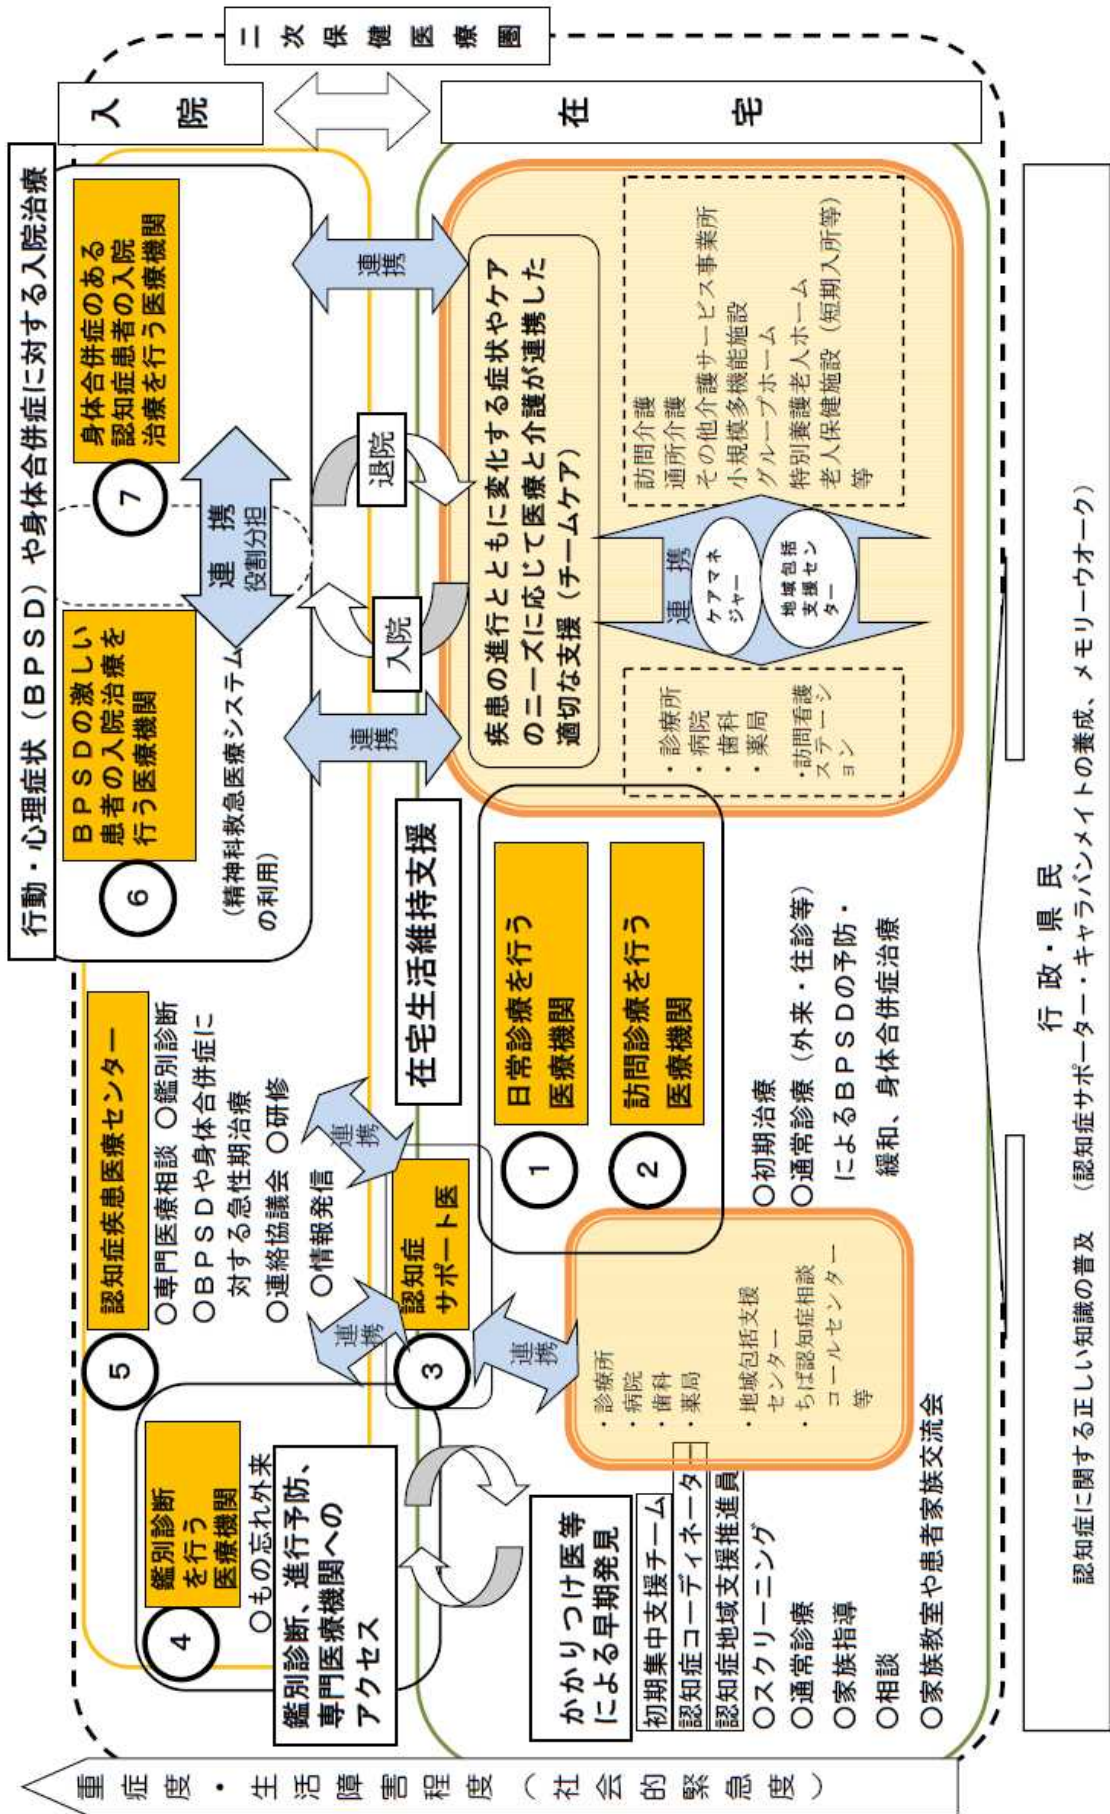 重症度・生活障害程度（社会的緊急度）
二次保健医療圏
入院
在宅
行動・心理症状（ＢＰＳＤ）や身体合併症に対する入院治療
⑥
ＢＰＳＤの激しい
患者の入院治療を
行う医療機関
（精神科救急医療システム
の利用）
連携
役割分担
⑦
身体合併症のある
認知症患者の入院
治療を行う医療機関
⑤
認知症疾患医療センター
○専門医療相談 ○鑑別診断
○ＢＰＳＤや身体合併症に
対する急性期治療
○連絡協議会 ○研修
○情報発信
④
鑑別診断
を行う
医療機関
○もの忘れ外来
鑑別診断、進行予防、
専門医療機関への
アクセス
③
認知症
サポート医
連携
連携
連携
連携
連携
入院
退院
在宅生活維持支援
①
日常診療を行う
医療機関
②
訪問診療を行う
医療機関
○初期治療
○通常診療（外来・往診等）
によるＢＰＳＤの予防・
緩和、身体合併症治療
かかりつけ医等
による早期発見
初期集中支援チーム
認知症コーディネーター
認知症地域支援推進員
○スクリーニング
○通常診療
○家族指導
○相談
○家族教室や患者家族交流会
・診療所
・病院
・歯科
・薬局
・地域包括支援
センター
・ちば認知症相談
コールセンター
等
疾患の進行とともに変化する症状やケア
のニーズに応じて医療と介護が連携した
適切な支援（チームケア）
・診療所
・病院
・歯科
・薬局
・訪問看護
ステーシ
ョン
連携
ケアマネ
ジャー
地域包括
支援セン
ター
訪問介護
通所介護
その他介護サービス事業所
小規模多機能施設
グループホーム
特別養護老人ホーム
老人保健施設（短期入所等）
等
行政・県民
認知症に関する正しい知識の普及　（認知症サポーター・キャラバンメイトの養成、メモリーウオーク）